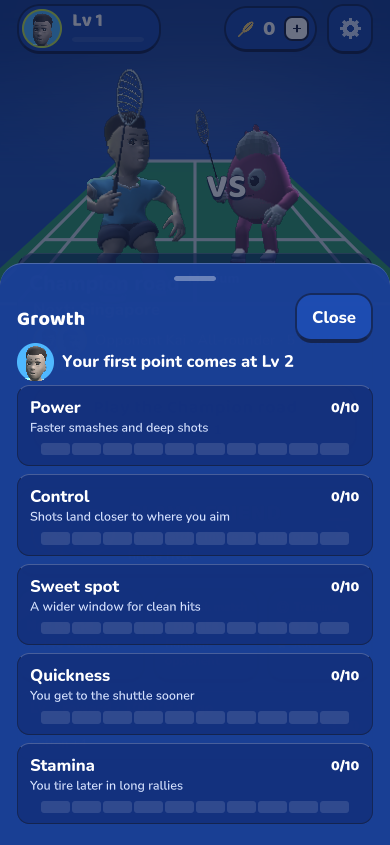 Lv 1
0
+
VS
Growth
Close
Your first point comes at Lv 2
Power
0/10
Faster smashes and deep shots
Control
0/10
Shots land closer to where you aim
Sweet spot
0/10
A wider window for clean hits
Quickness
0/10
You get to the shuttle sooner
Stamina
0/10
You tire later in long rallies